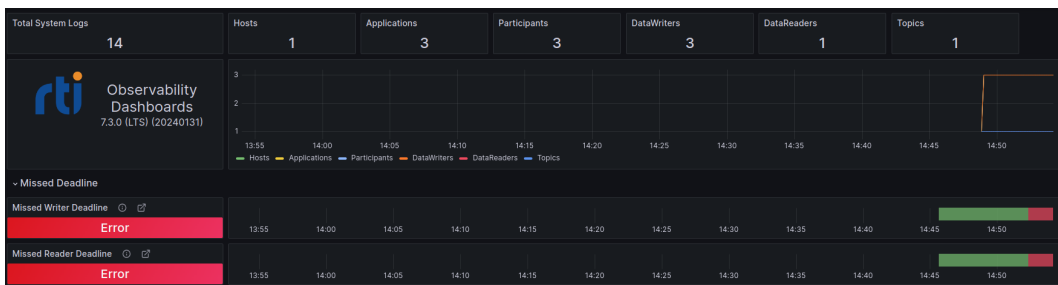 Total System Logs
14
Hosts
1
Applications
3
Participants
3
DataWriters
3
DataReaders
1
Topics
1
rti
Observability
Dashboards
7.3.0 (LTS) (20240131)
3
2
1
13:55 14:00 14:05 14:10 14:15 14:20 14:25 14:30 14:35 14:40 14:45 14:50
Hosts Applications Participants DataWriters DataReaders Topics
Missed Deadline
Missed Writer Deadline
Error
13:55 14:00 14:05 14:10 14:15 14:20 14:25 14:30 14:35 14:40 14:45 14:50
Missed Reader Deadline
Error
13:55 14:00 14:05 14:10 14:15 14:20 14:25 14:30 14:35 14:40 14:45 14:50